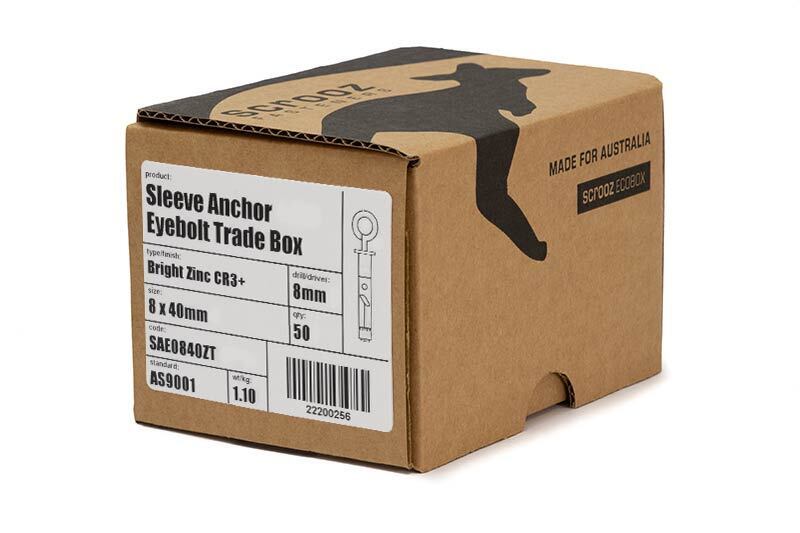 scrooz
FASTENERS
MADE FOR AUSTRALIA
scrooz ECOBOX
product:
Sleeve Anchor
Eyebolt Trade Box
type/finish:
Bright Zinc CR3+
drill/driver:
8mm
size:
8 x 40mm
qty:
50
code:
SAE0840ZT
standard:
AS9001
wt/kg:
1.10
22200256